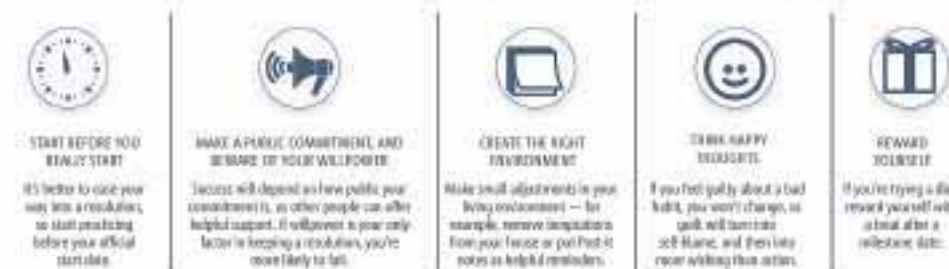 START BEFORE YOU
REALLY START
It's better to ease your
way into a resolution,
so start practicing
before your official
start date.
MAKE A PUBLIC COMMITMENT, AND
BEWARE OF YOUR WILLPOWER
Success will depend on how public your
commitment is, as other people can offer
helpful support. If willpower is your only
factor in keeping a resolution, you're
more likely to fail.
CREATE THE RIGHT
ENVIRONMENT
Make small adjustments in your
living environment — for
example, remove temptations
from your house or put Post-it
notes as helpful reminders.
THINK HAPPY
THOUGHTS
If you feel guilty about a bad
habit, you won't change, as
guilt will turn into
self-blame, and then into
more wishing than action.
REWARD
YOURSELF
If you're trying a
reward yourself
a treat after a
milestone date.